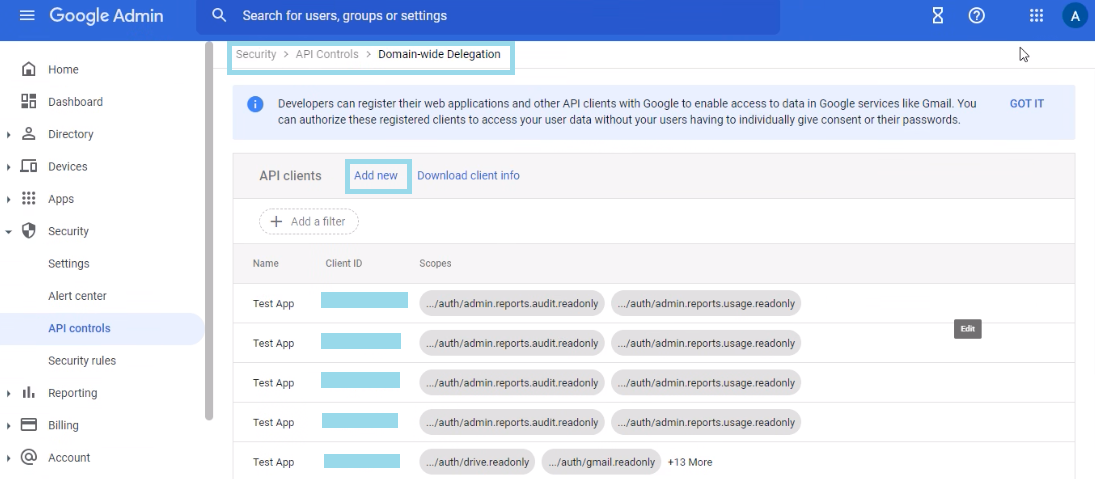 Google Admin
Search for users, groups or settings
A
Security > API Controls > Domain-wide Delegation
Home
Dashboard
Directory
Devices
Apps
Security
Settings
Alert center
API controls
Security rules
Reporting
Billing
Account
Developers can register their web applications and other API clients with Google to enable access to data in Google services like Gmail. You
can authorize these registered clients to access your user data without your users having to individually give consent or their passwords.
GOT IT
API clients Add new Download client info
+ Add a filter
Name Client ID Scopes
Test App .../auth/admin.reports.audit.readonly .../auth/admin.reports.usage.readonly
Edit
Test App .../auth/admin.reports.audit.readonly .../auth/admin.reports.usage.readonly
Test App .../auth/admin.reports.audit.readonly .../auth/admin.reports.usage.readonly
Test App .../auth/admin.reports.audit.readonly .../auth/admin.reports.usage.readonly
Test App .../auth/drive.readonly .../auth/gmail.readonly +13 More